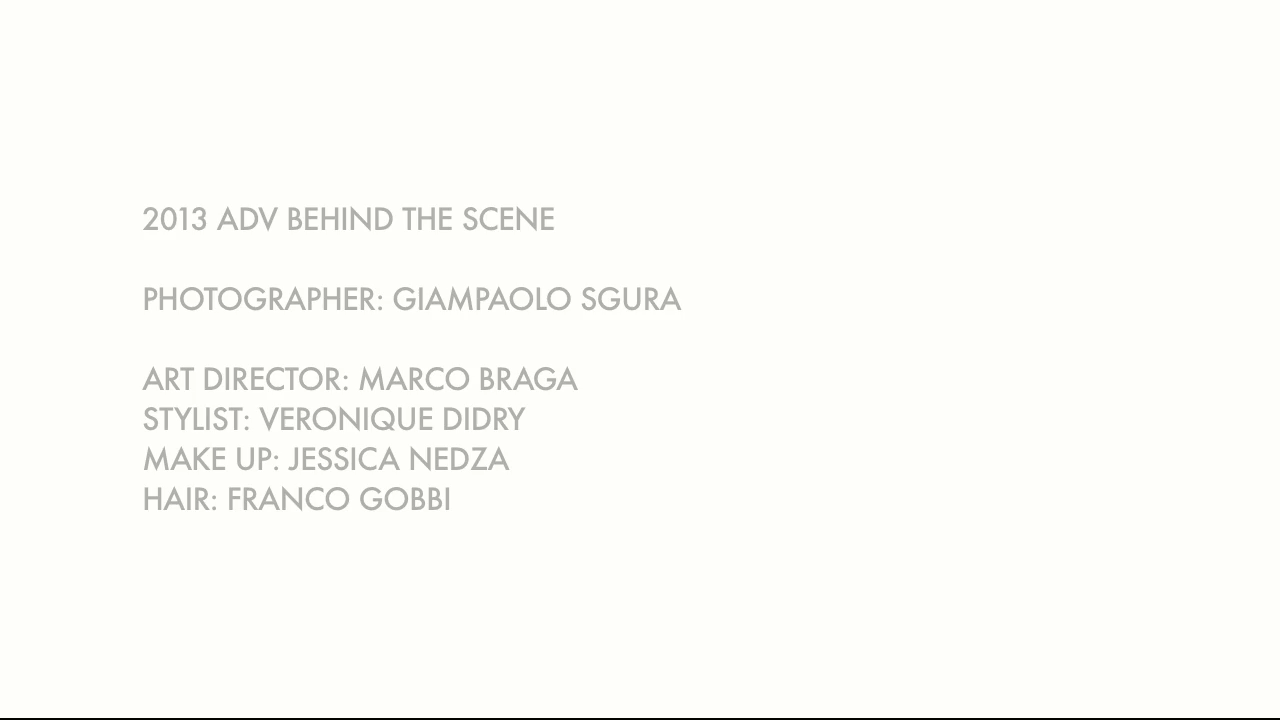 2013 ADV BEHIND THE SCENE
PHOTOGRAPHER: GIAMPAOLO SGURA
ART DIRECTOR: MARCO BRAGA
STYLIST: VERONIQUE DIDRY
MAKE UP: JESSICA NEDZA
HAIR: FRANCO GOBBI